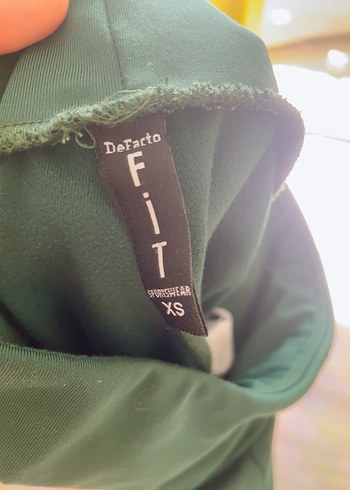 DeFacto
FiT
SPORTSWEAR
XS